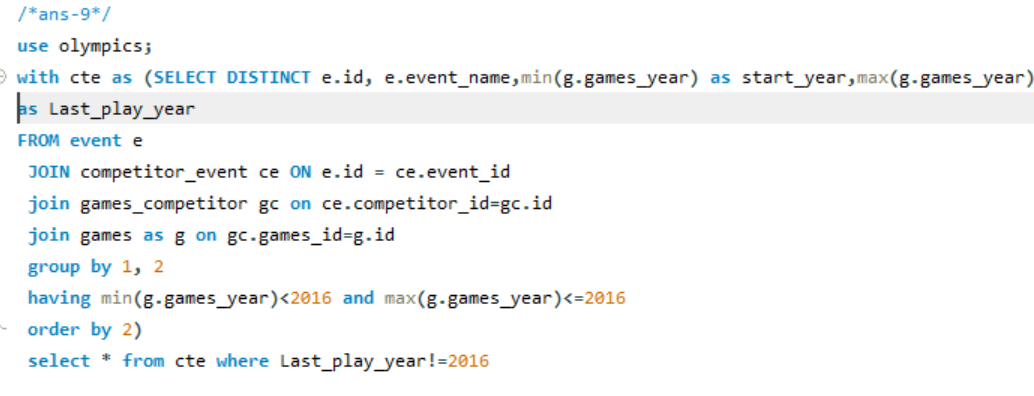 /*ans-9*/
use olympics;
with cte as (SELECT DISTINCT e.id, e.event_name,min(g.games_year) as start_year,max(g.games_year)
as Last_play_year
FROM event e
JOIN competitor_event ce ON e.id = ce.event_id
join games_competitor gc on ce.competitor_id=gc.id
join games as g on gc.games_id=g.id
group by 1, 2
having min(g.games_year)<2016 and max(g.games_year)<=2016
order by 2)
select * from cte where Last_play_year!=2016